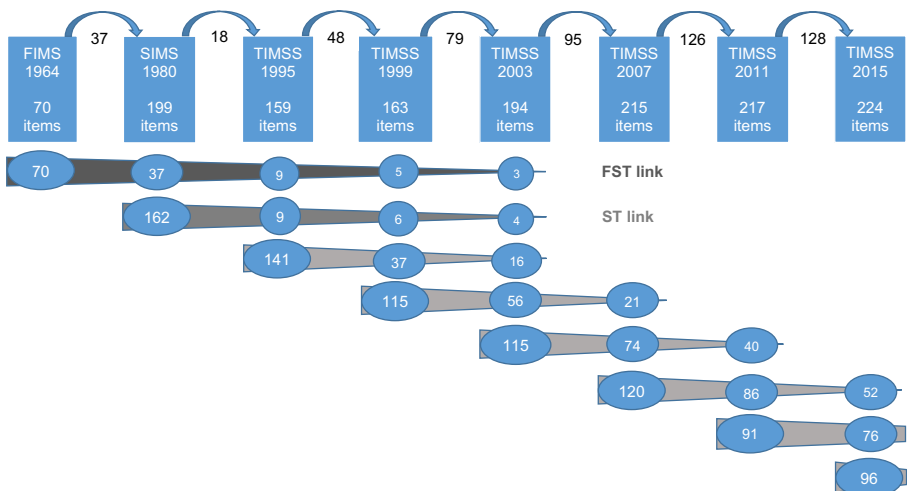 37 18 48 79 95 126 128
FIMS SIMS TIMSS TIMSS TIMSS TIMSS TIMSS TIMSS
1964 1980 1995 1999 2003 2007 2011 2015
70 199 159 163 194 215 217 224
items items items items items items items items
70 37 9 5 3 FST link
162 9 6 4 ST link
141 37 16
115 56 21
115 74 40
120 86 52
91 76
96